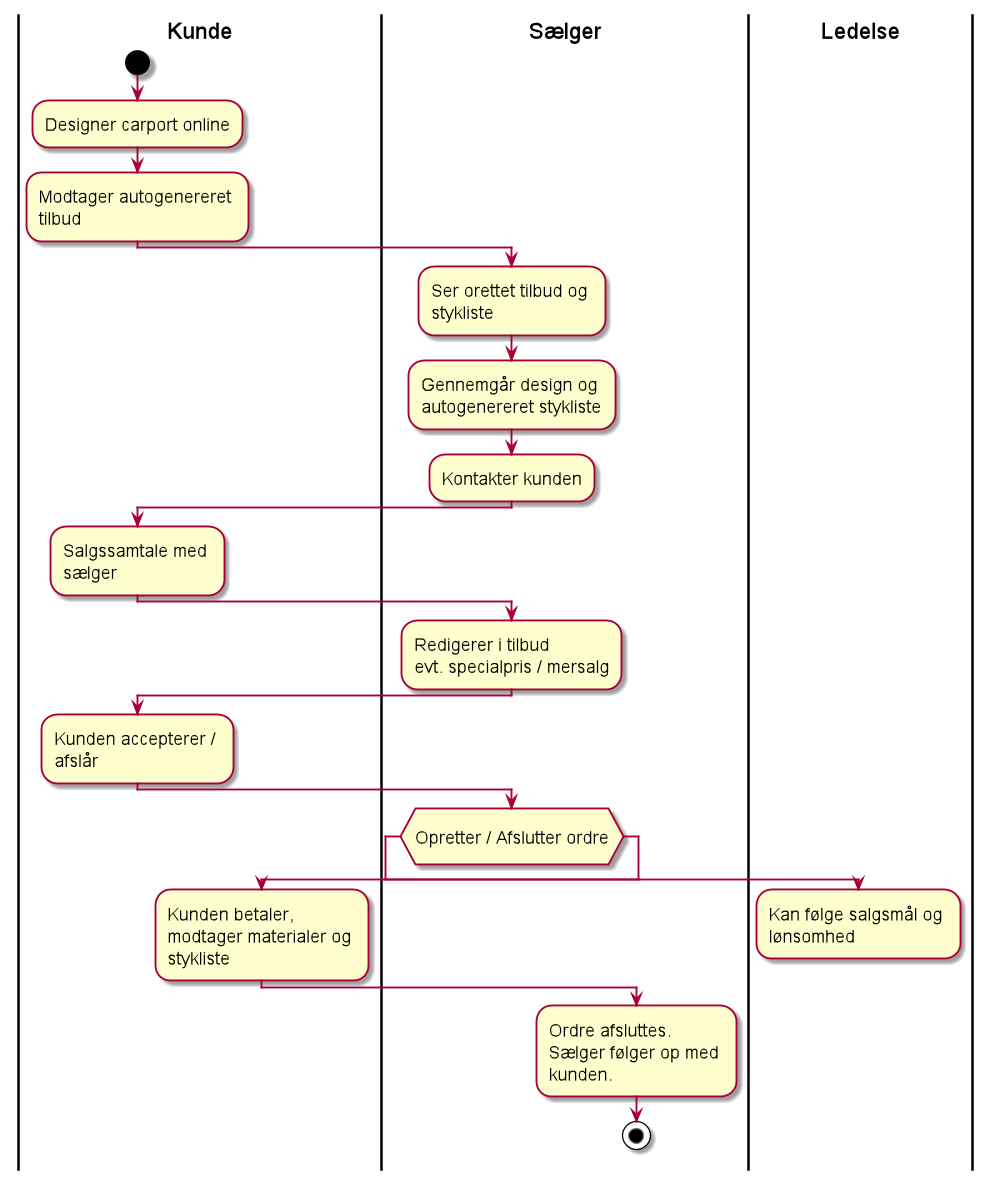 Kunde
Sælger
Ledelse
Designer carport online
Modtager autogenereret
tilbud
Ser orettet tilbud og
stykliste
Gennemgår design og
autogenereret stykliste
Kontakter kunden
Salgssamtale med
sælger
Redigerer i tilbud
evt. specialpris / mersalg
Kunden accepterer /
afslår
Opretter / Afslutter ordre
Kunden betaler,
modtager materialer og
stykliste
Kan følge salgsmål og
lønsomhed
Ordre afsluttes.
Sælger følger op med
kunden.